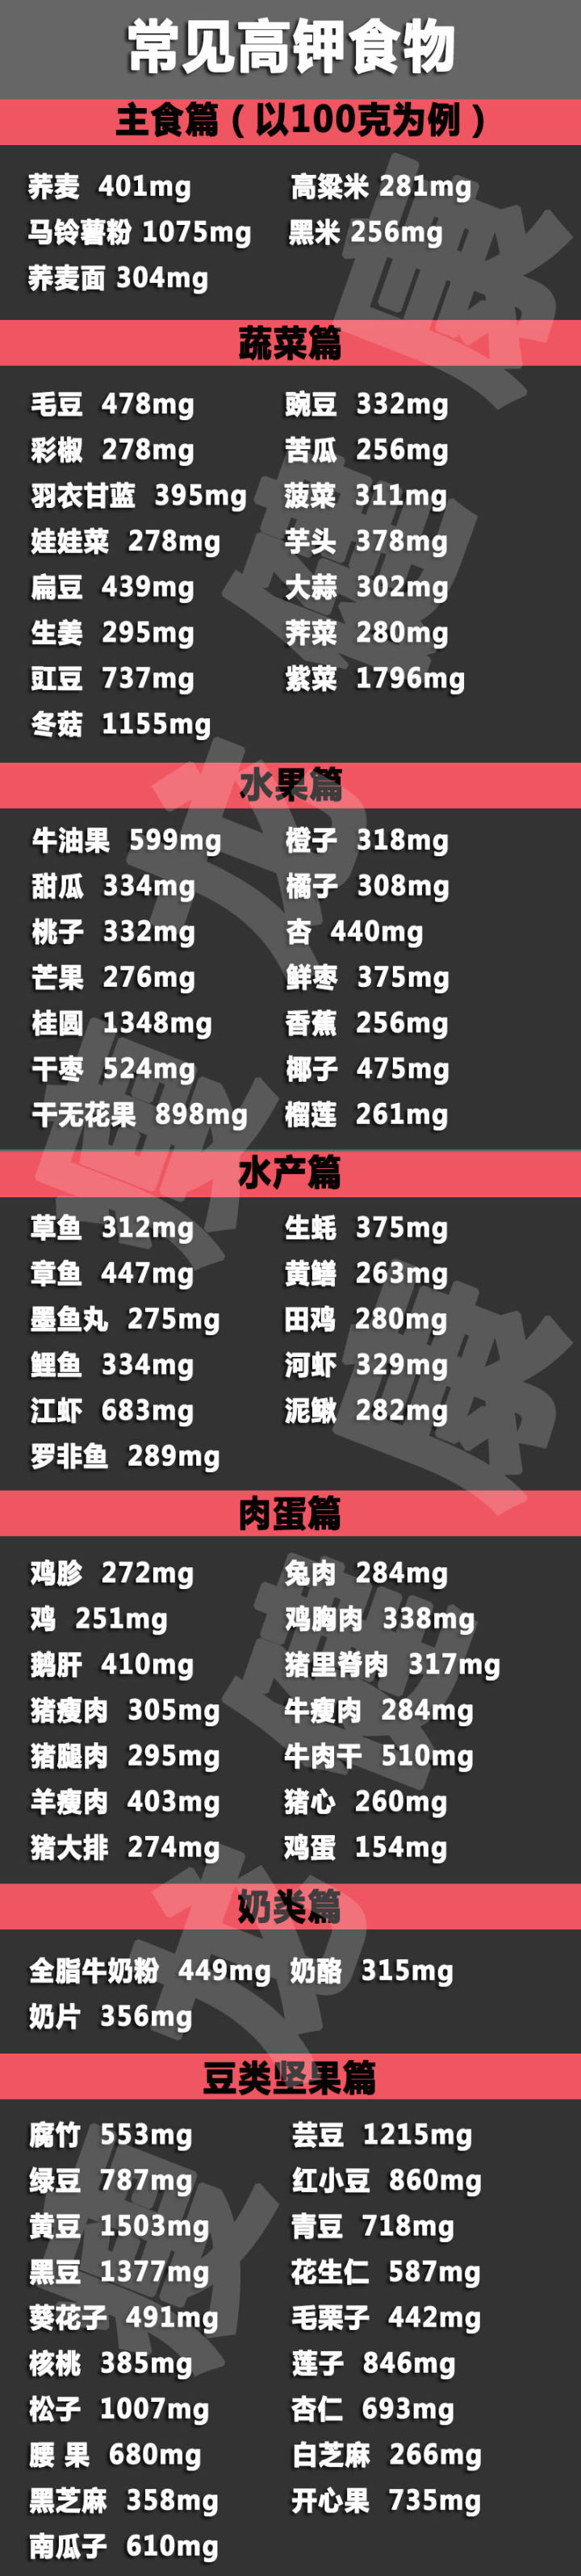 常见高钾食物
主食篇（以100克为例）
荞麦 401mg 高粱米 281mg
马铃薯粉 1075mg 黑米 256mg
荞麦面 304mg
蔬菜篇
毛豆 478mg 豌豆 332mg
彩椒 278mg 苦瓜 256mg
羽衣甘蓝 395mg 菠菜 311mg
娃娃菜 278mg 芋头 378mg
扁豆 439mg 大蒜 302mg
生姜 295mg 荠菜 280mg
豇豆 737mg 紫菜 1796mg
冬菇 1155mg
水果篇
牛油果 599mg 橙子 318mg
甜瓜 334mg 橘子 308mg
桃子 332mg 杏 440mg
芒果 276mg 鲜枣 375mg
桂圆 1348mg 香蕉 256mg
干枣 524mg 椰子 475mg
干无花果 898mg 榴莲 261mg
水产篇
草鱼 312mg 生蚝 375mg
章鱼 447mg 黄鳝 263mg
墨鱼丸 275mg 田鸡 280mg
鲤鱼 334mg 河虾 329mg
江虾 683mg 泥鳅 282mg
罗非鱼 289mg
肉蛋篇
鸡胗 272mg 兔肉 284mg
鸡 251mg 鸡胸肉 338mg
鹅肝 410mg 猪里脊肉 317mg
猪瘦肉 305mg 牛瘦肉 284mg
猪腿肉 295mg 牛肉干 510mg
羊瘦肉 403mg 猪心 260mg
猪大排 274mg 鸡蛋 154mg
奶类篇
全脂牛奶粉 449mg 奶酪 315mg
奶片 356mg
豆类坚果篇
腐竹 553mg 芸豆 1215mg
绿豆 787mg 红小豆 860mg
黄豆 1503mg 青豆 718mg
黑豆 1377mg 花生仁 587mg
葵花子 491mg 毛栗子 442mg
核桃 385mg 莲子 846mg
松子 1007mg 杏仁 693mg
腰 果 680mg 白芝麻 266mg
黑芝麻 358mg 开心果 735mg
南瓜子 610mg